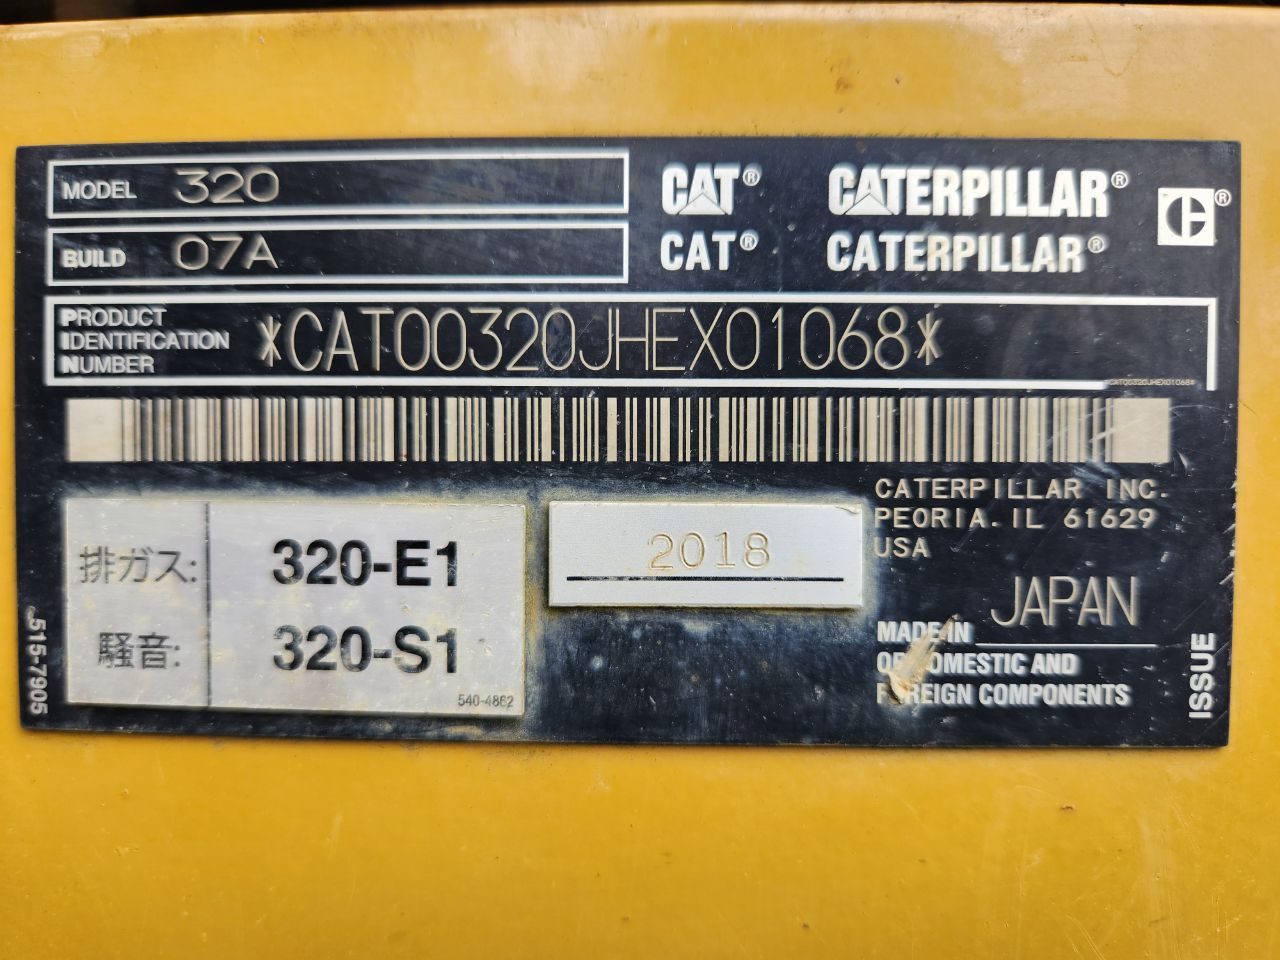 MODEL 320
BUILD 07A
CAT® CATERPILLAR® ®
CAT® CATERPILLAR®
PRODUCT
IDENTIFICATION
NUMBER
*CAT00320JHEX01068*
*CAT00320JHEX01068*
CATERPILLAR INC.
PEORIA. IL 61629
USA
排ガス: 320-E1
騒音: 320-S1
540-4862
2018
MADE IN JAPAN
OF DOMESTIC AND
FOREIGN COMPONENTS
515-7905
ISSUE